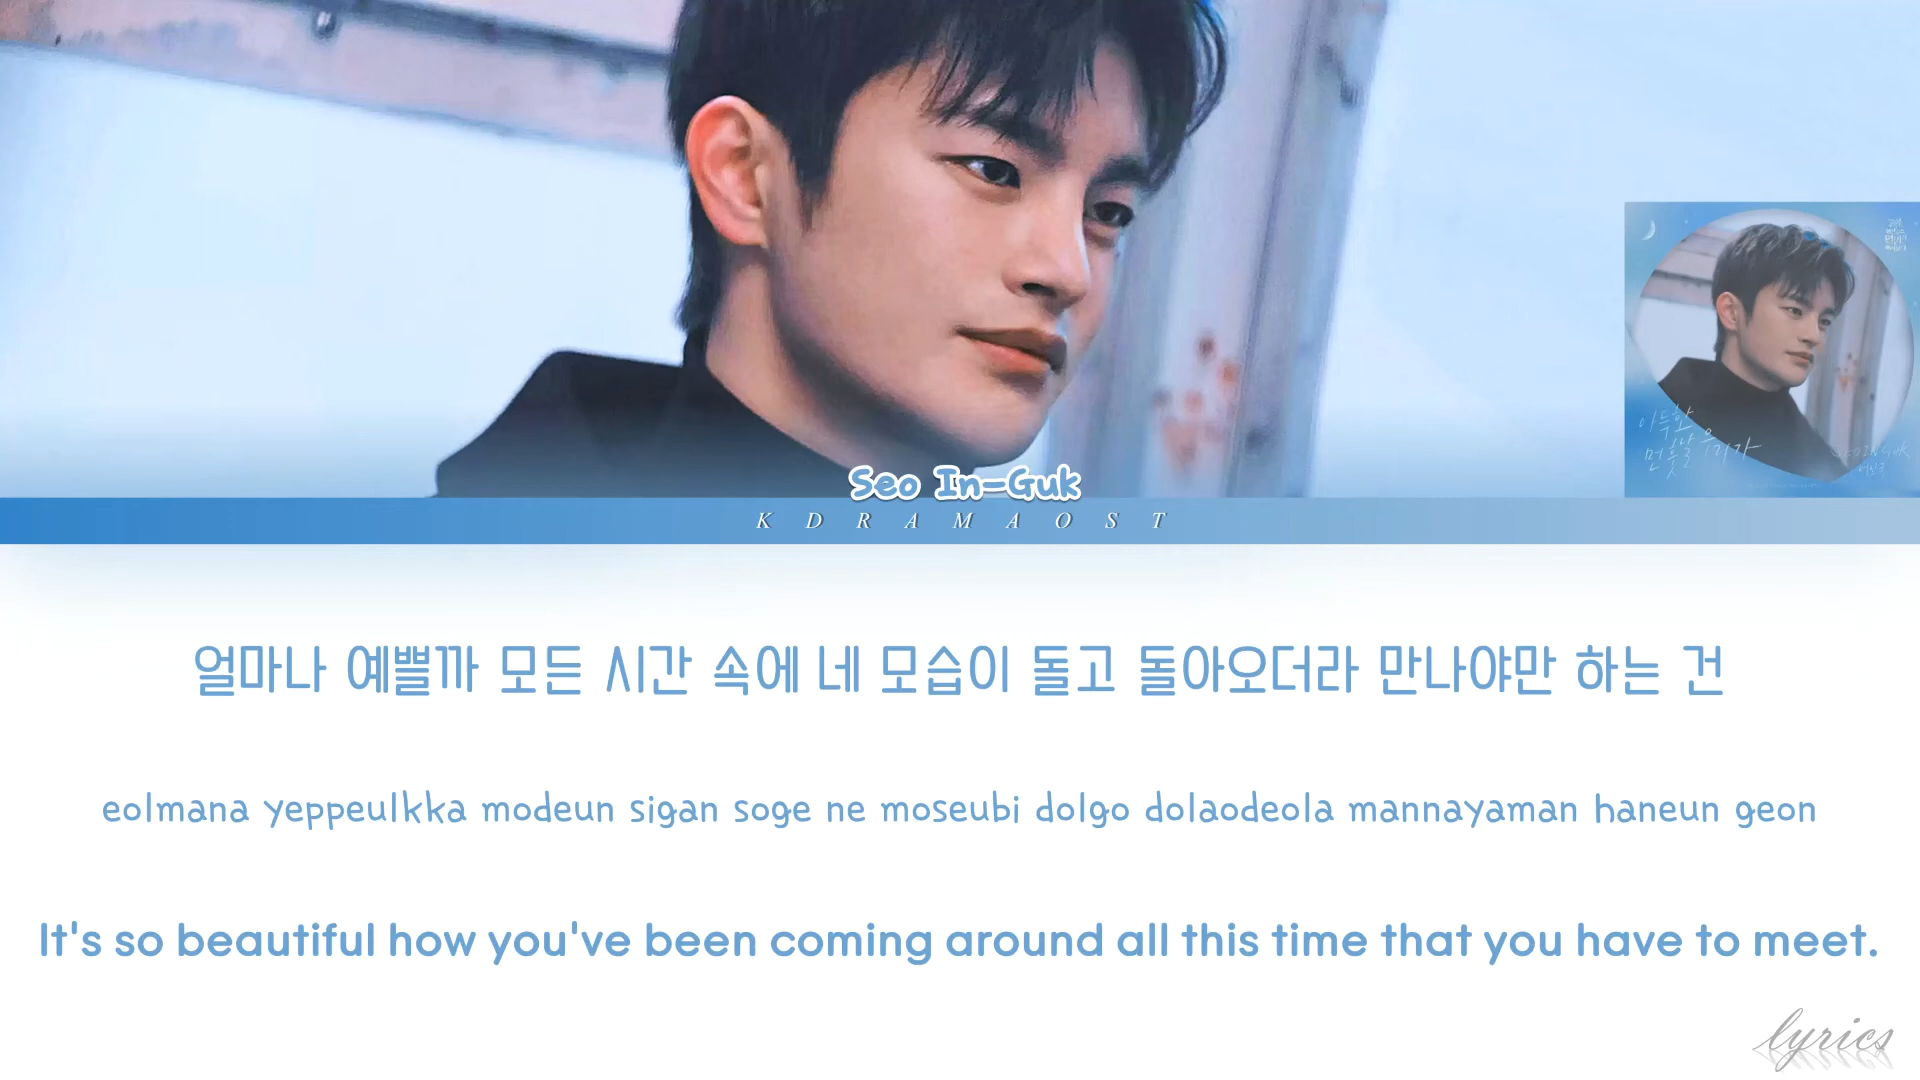 Seo In-Guk
K D R A M A O S T
얼마나 예쁠까 모든 시간 속에 네 모습이 돌고 돌아오더라 만나야만 하는 건
eolmana yeppeulkka modeun sigan soge ne moseubi dolgo dolaodeola mannayaman haneun geon
It's so beautiful how you've been coming around all this time that you have to meet.
lyrics